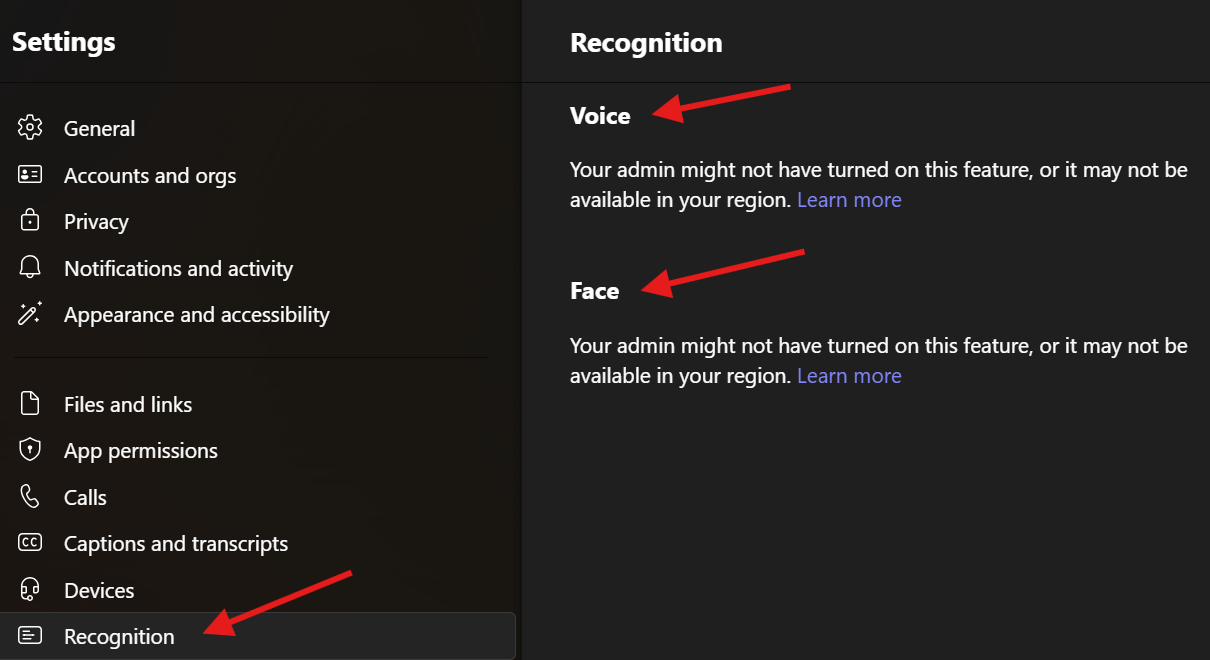 Settings
General
Accounts and orgs
Privacy
Notifications and activity
Appearance and accessibility
Files and links
App permissions
Calls
CC Captions and transcripts
Devices
Recognition
Recognition
Voice
Your admin might not have turned on this feature, or it may not be
available in your region. Learn more
Face
Your admin might not have turned on this feature, or it may not be
available in your region. Learn more